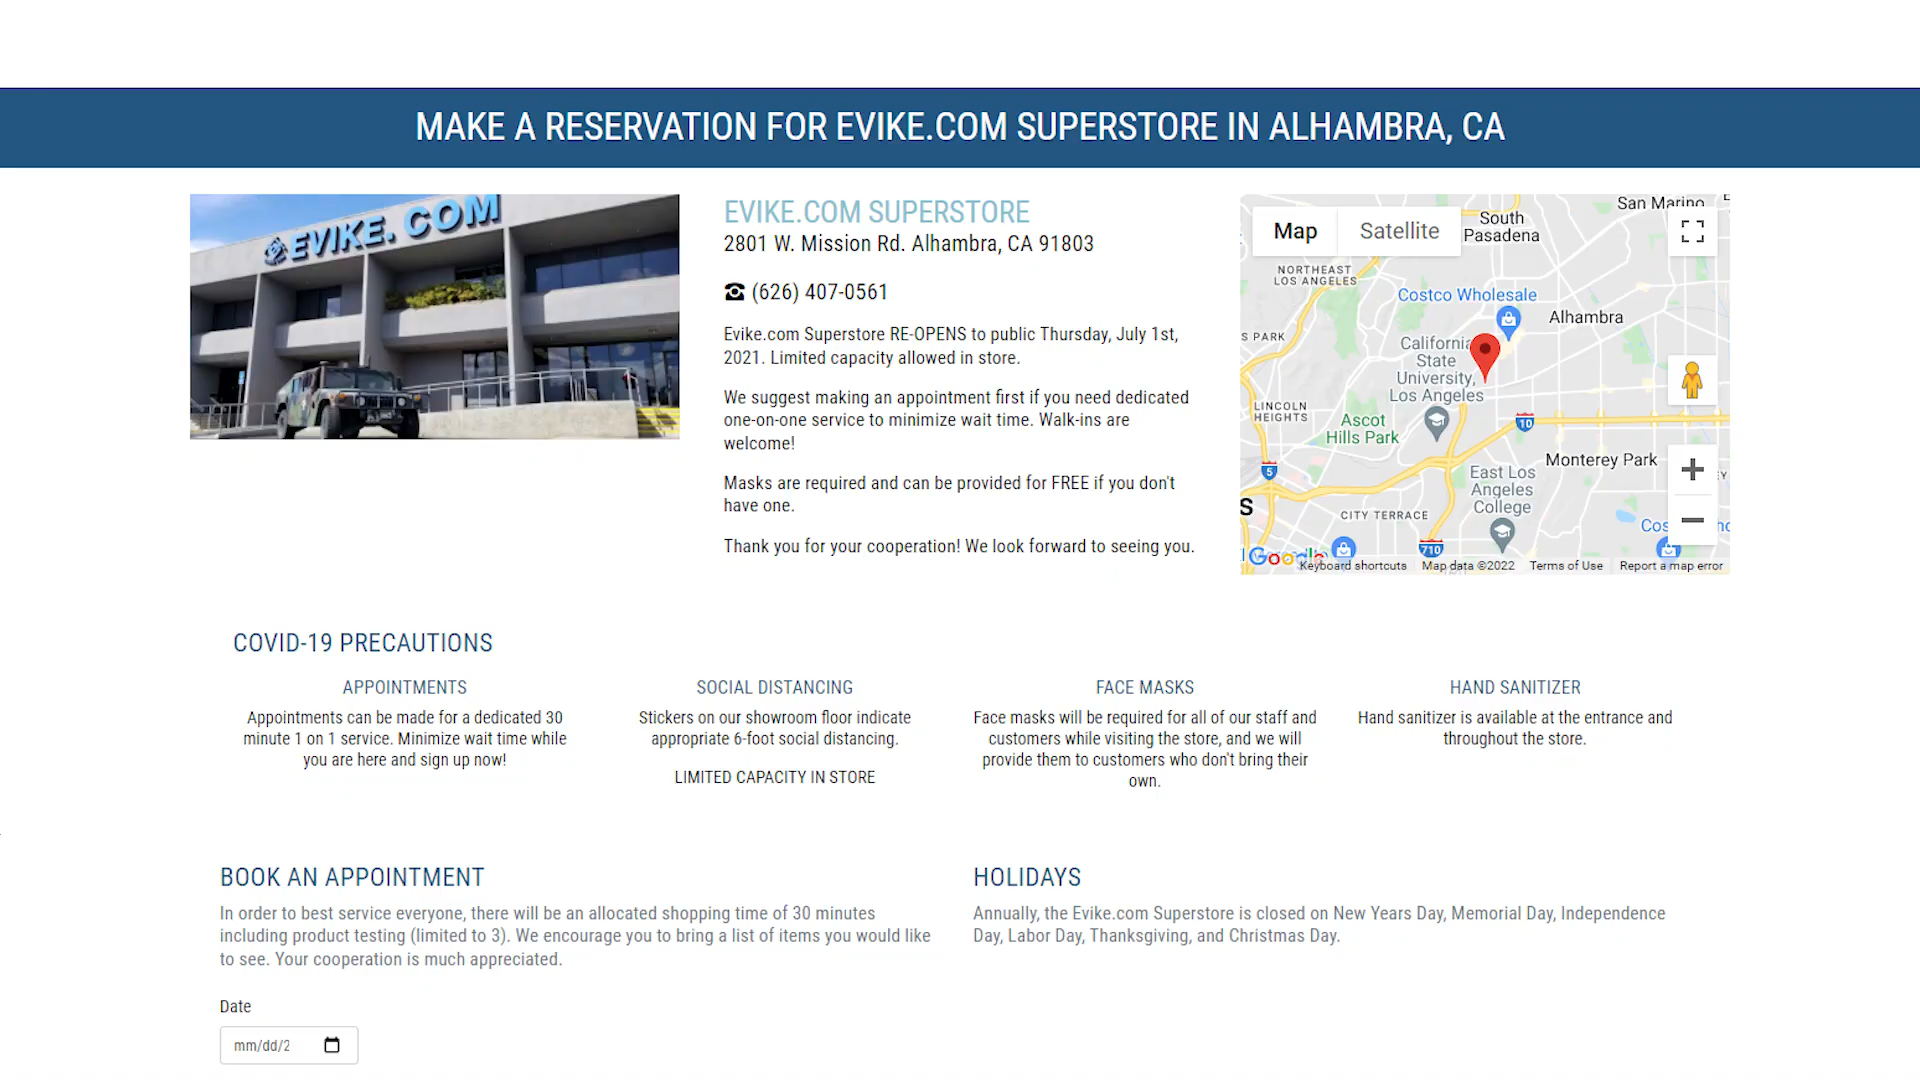 MAKE A RESERVATION FOR EVIKE.COM SUPERSTORE IN ALHAMBRA, CA
EVIKE.COM
EVIKE.COM SUPERSTORE
2801 W. Mission Rd. Alhambra, CA 91803
(626) 407-0561
Evike.com Superstore RE-OPENS to public Thursday, July 1st,
2021. Limited capacity allowed in store.
We suggest making an appointment first if you need dedicated
one-on-one service to minimize wait time. Walk-ins are
welcome!
Masks are required and can be provided for FREE if you don't
have one.
Thank you for your cooperation! We look forward to seeing you.
Map
Satellite
San Marino
South
Pasadena
NORTHEAST
LOS ANGELES
Costco Wholesale
Alhambra
S PARK
California
State
University,
Los Angeles
LINCOLN
HEIGHTS
Ascot
Hills Park
10
5
Monterey Park
East Los
Angeles
College
CITY TERRACE
S
710
Google
Keyboard shortcuts
Map data ©2022
Terms of Use
Report a map error
COVID-19 PRECAUTIONS
APPOINTMENTS
Appointments can be made for a dedicated 30
minute 1 on 1 service. Minimize wait time while
you are here and sign up now!
SOCIAL DISTANCING
Stickers on our showroom floor indicate
appropriate 6-foot social distancing.
LIMITED CAPACITY IN STORE
FACE MASKS
Face masks will be required for all of our staff and
customers while visiting the store, and we will
provide them to customers who don't bring their
own.
HAND SANITIZER
Hand sanitizer is available at the entrance and
throughout the store.
BOOK AN APPOINTMENT
In order to best service everyone, there will be an allocated shopping time of 30 minutes
including product testing (limited to 3). We encourage you to bring a list of items you would like
to see. Your cooperation is much appreciated.
HOLIDAYS
Annually, the Evike.com Superstore is closed on New Years Day, Memorial Day, Independence
Day, Labor Day, Thanksgiving, and Christmas Day.
Date
mm/dd/2